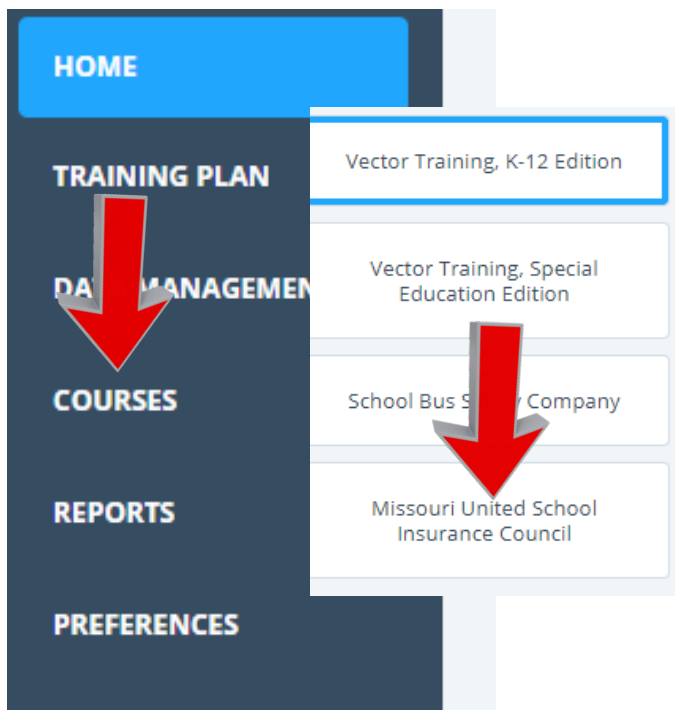 HOME
TRAINING PLAN
COURSES
REPORTS
PREFERENCES
Vector Training, K-12 Edition
Vector Training, Special
Education Edition
School Bus Company
Missouri United School
Insurance Council